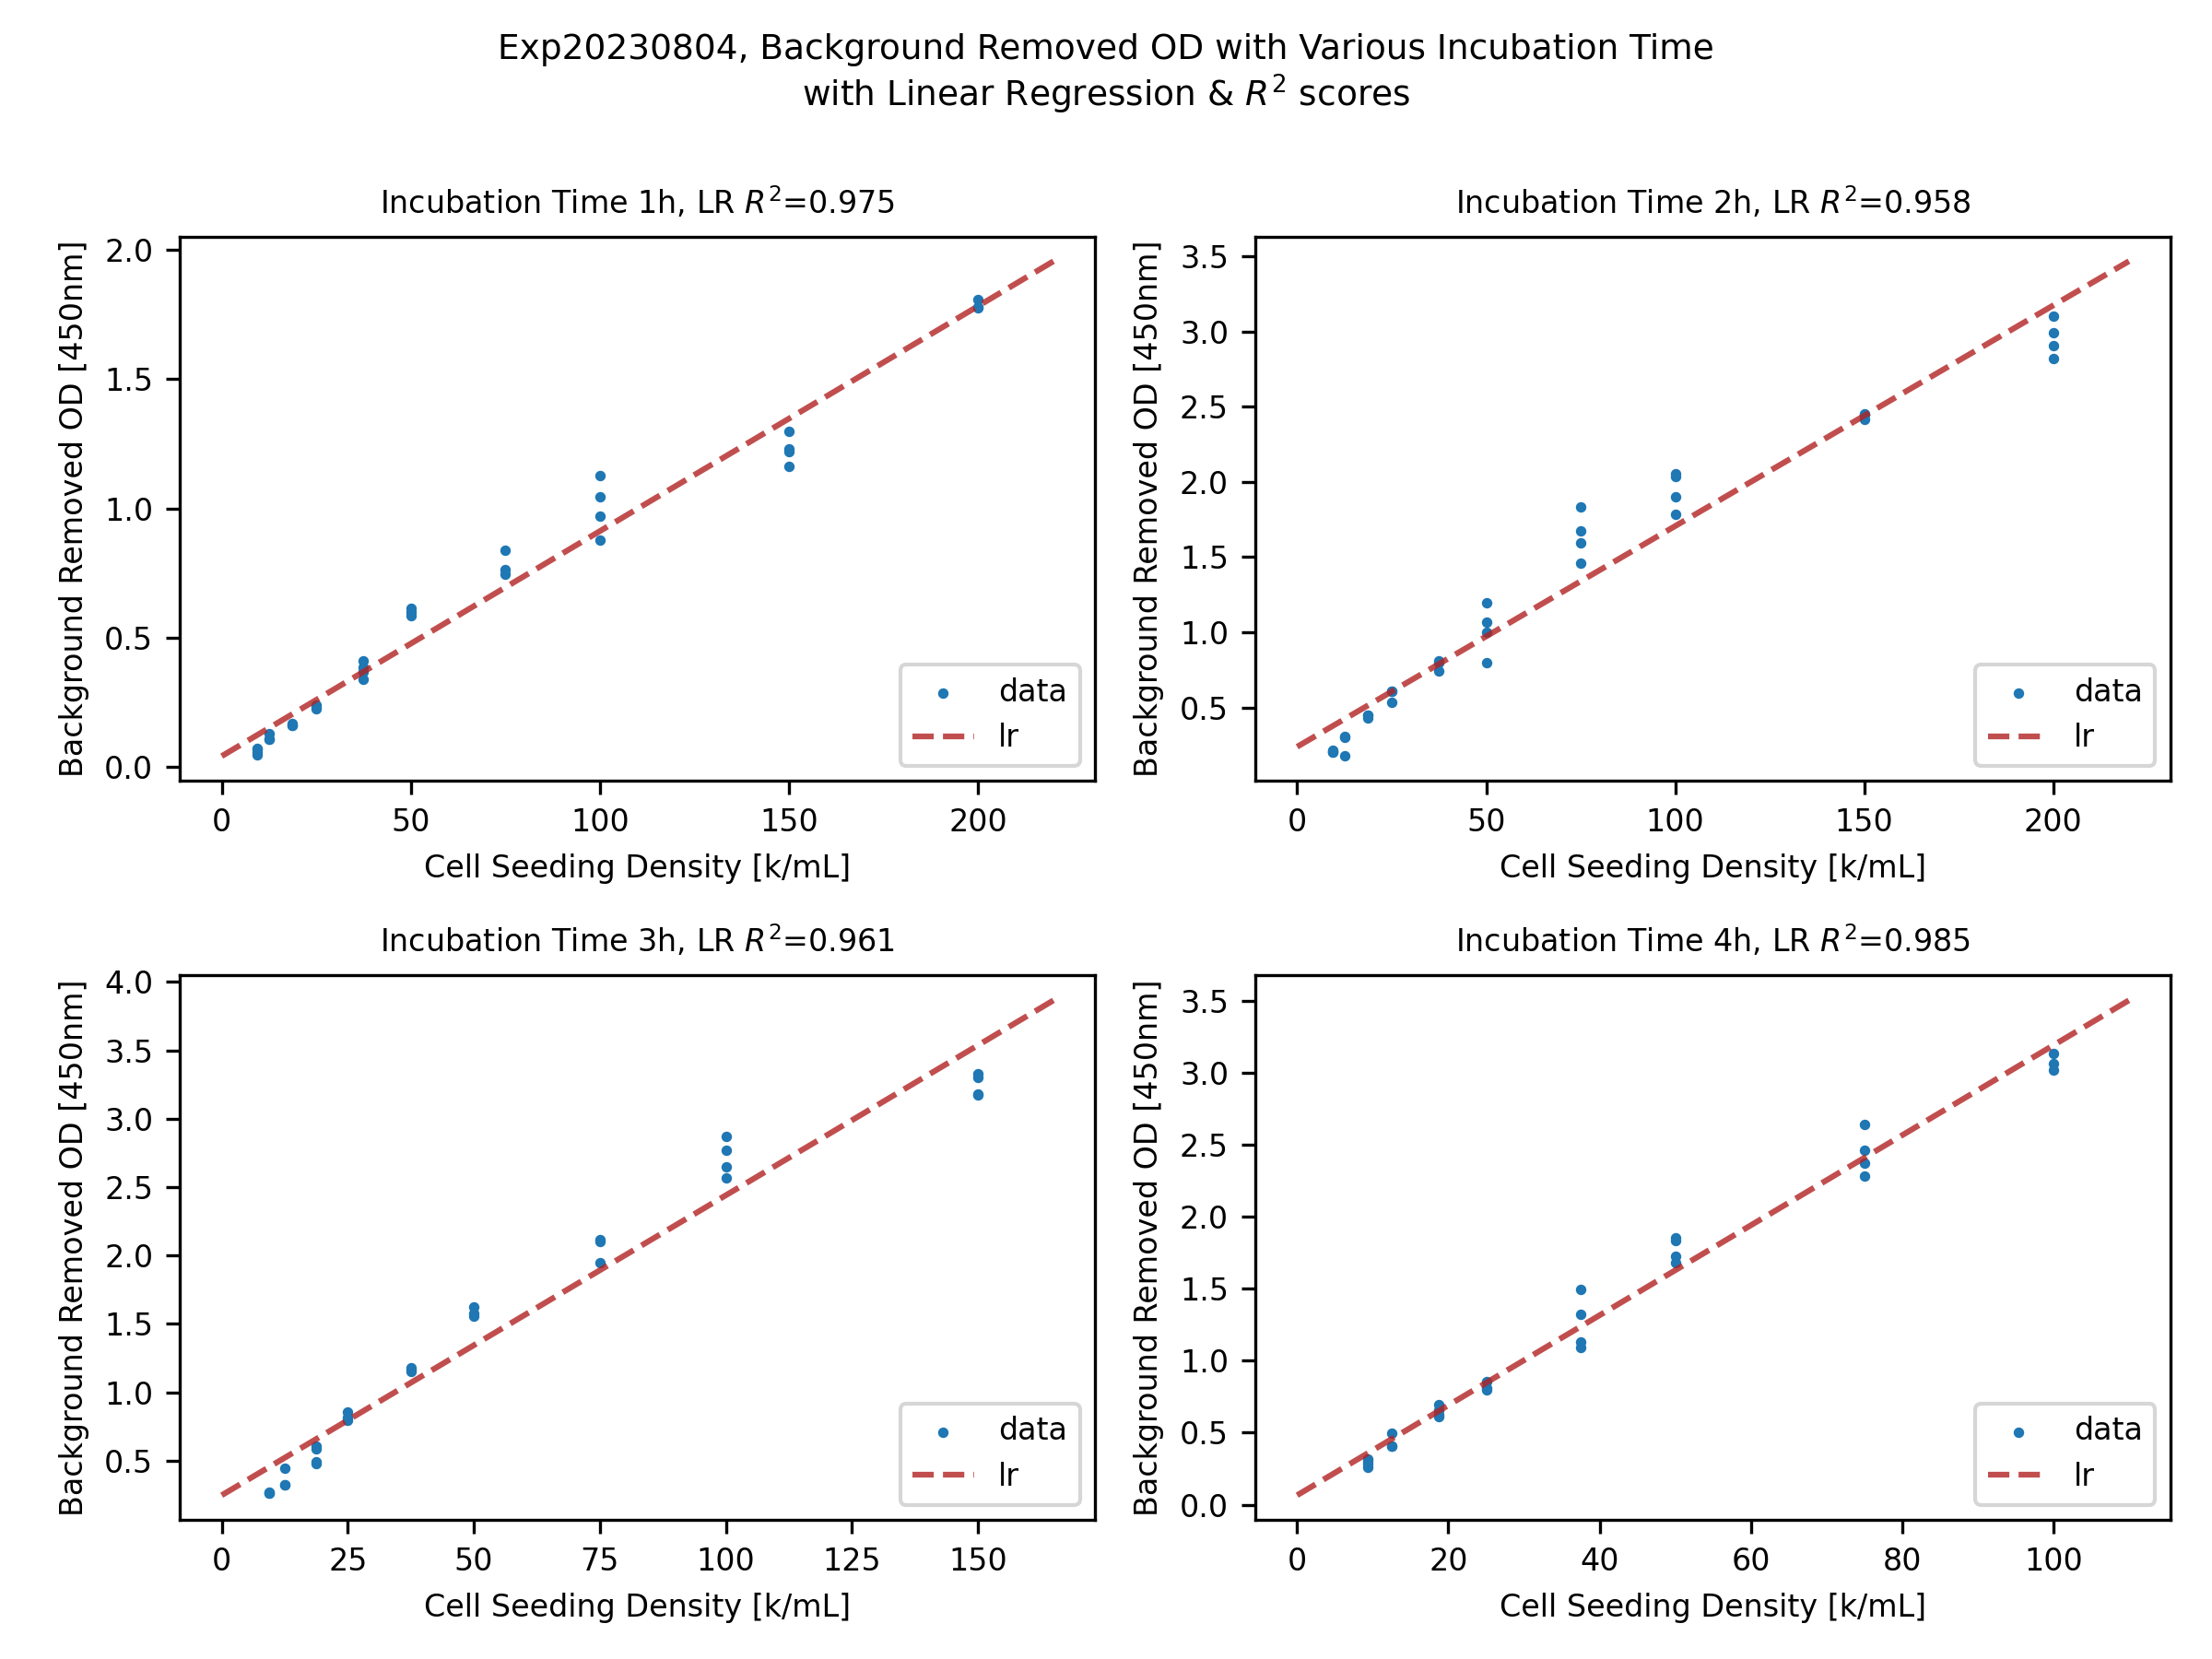 Exp20230804, Background Removed OD with Various Incubation Time
with Linear Regression & R² scores
Incubation Time 1h, LR R²=0.975
Background Removed OD [450nm]
2.0
1.5
1.0
0.5
0.0
data
lr
0 50 100 150 200
Cell Seeding Density [k/mL]
Incubation Time 2h, LR R²=0.958
Background Removed OD [450nm]
3.5
3.0
2.5
2.0
1.5
1.0
0.5
data
lr
0 50 100 150 200
Cell Seeding Density [k/mL]
Incubation Time 3h, LR R²=0.961
Background Removed OD [450nm]
4.0
3.5
3.0
2.5
2.0
1.5
1.0
0.5
data
lr
0 25 50 75 100 125 150
Cell Seeding Density [k/mL]
Incubation Time 4h, LR R²=0.985
Background Removed OD [450nm]
3.5
3.0
2.5
2.0
1.5
1.0
0.5
0.0
data
lr
0 20 40 60 80 100
Cell Seeding Density [k/mL]